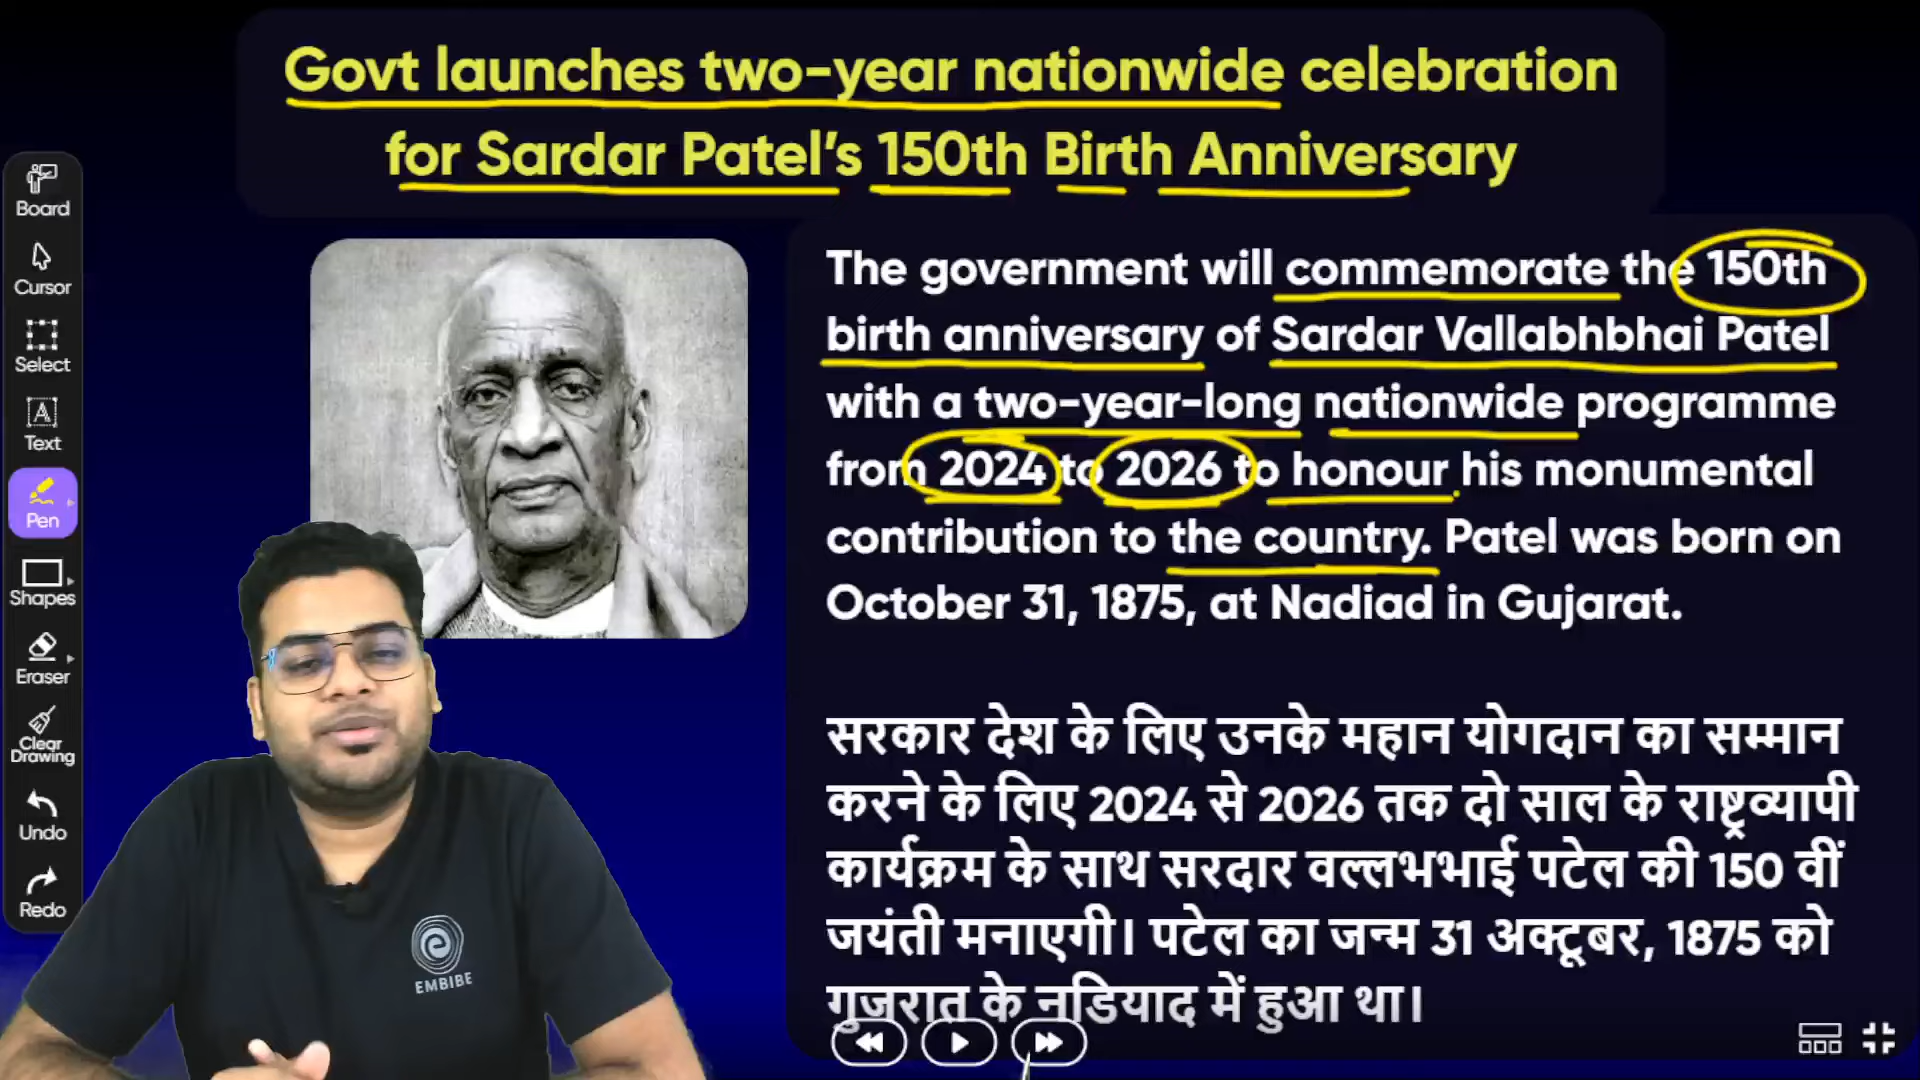 Govt launches two-year nationwide celebration
for Sardar Patel's 150th Birth Anniversary
Board
Cursor
Select
Text
Pen
Shapes
Eraser
Clear
Drawing
Undo
Redo
The government will commemorate the 150th
birth anniversary of Sardar Vallabhbhai Patel
with a two-year-long nationwide programme
from 2024 to 2026 to honour his monumental
contribution to the country. Patel was born on
October 31, 1875, at Nadiad in Gujarat.
सरकार देश के लिए उनके महान योगदान का सम्मान
करने के लिए 2024 से 2026 तक दो साल के राष्ट्रव्यापी
कार्यक्रम के साथ सरदार वल्लभभाई पटेल की 150 वीं
जयंती मनाएगी। पटेल का जन्म 31 अक्टूबर, 1875 को
गुजरात के नडियाद में हुआ था।
EMBIBE